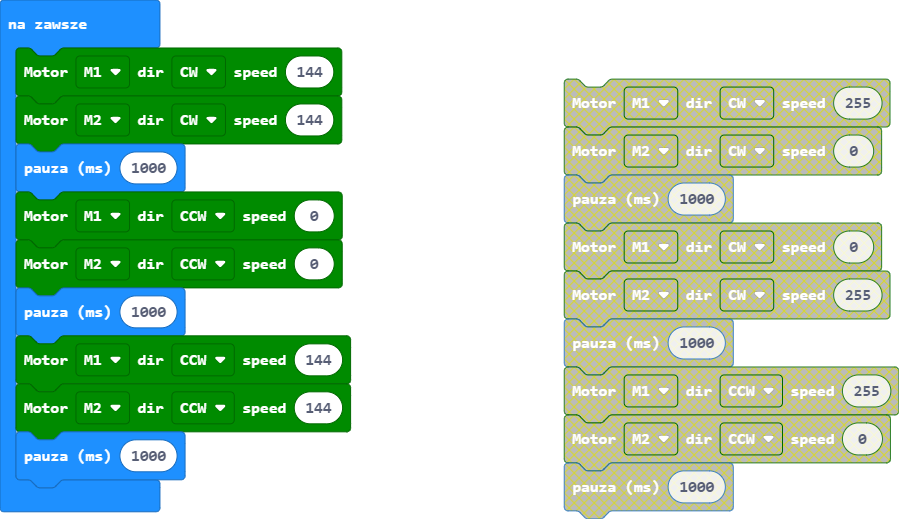 na zawsze
Motor M1 dir CW speed 144
Motor M2 dir CW speed 144
pauza (ms) 1000
Motor M1 dir CCW speed 0
Motor M2 dir CCW speed 0
pauza (ms) 1000
Motor M1 dir CCW speed 144
Motor M2 dir CCW speed 144
pauza (ms) 1000
Motor M1 dir CW speed 255
Motor M2 dir CW speed 0
pauza (ms) 1000
Motor M1 dir CW speed 0
Motor M2 dir CW speed 255
pauza (ms) 1000
Motor M1 dir CCW speed 255
Motor M2 dir CCW speed 0
pauza (ms) 1000